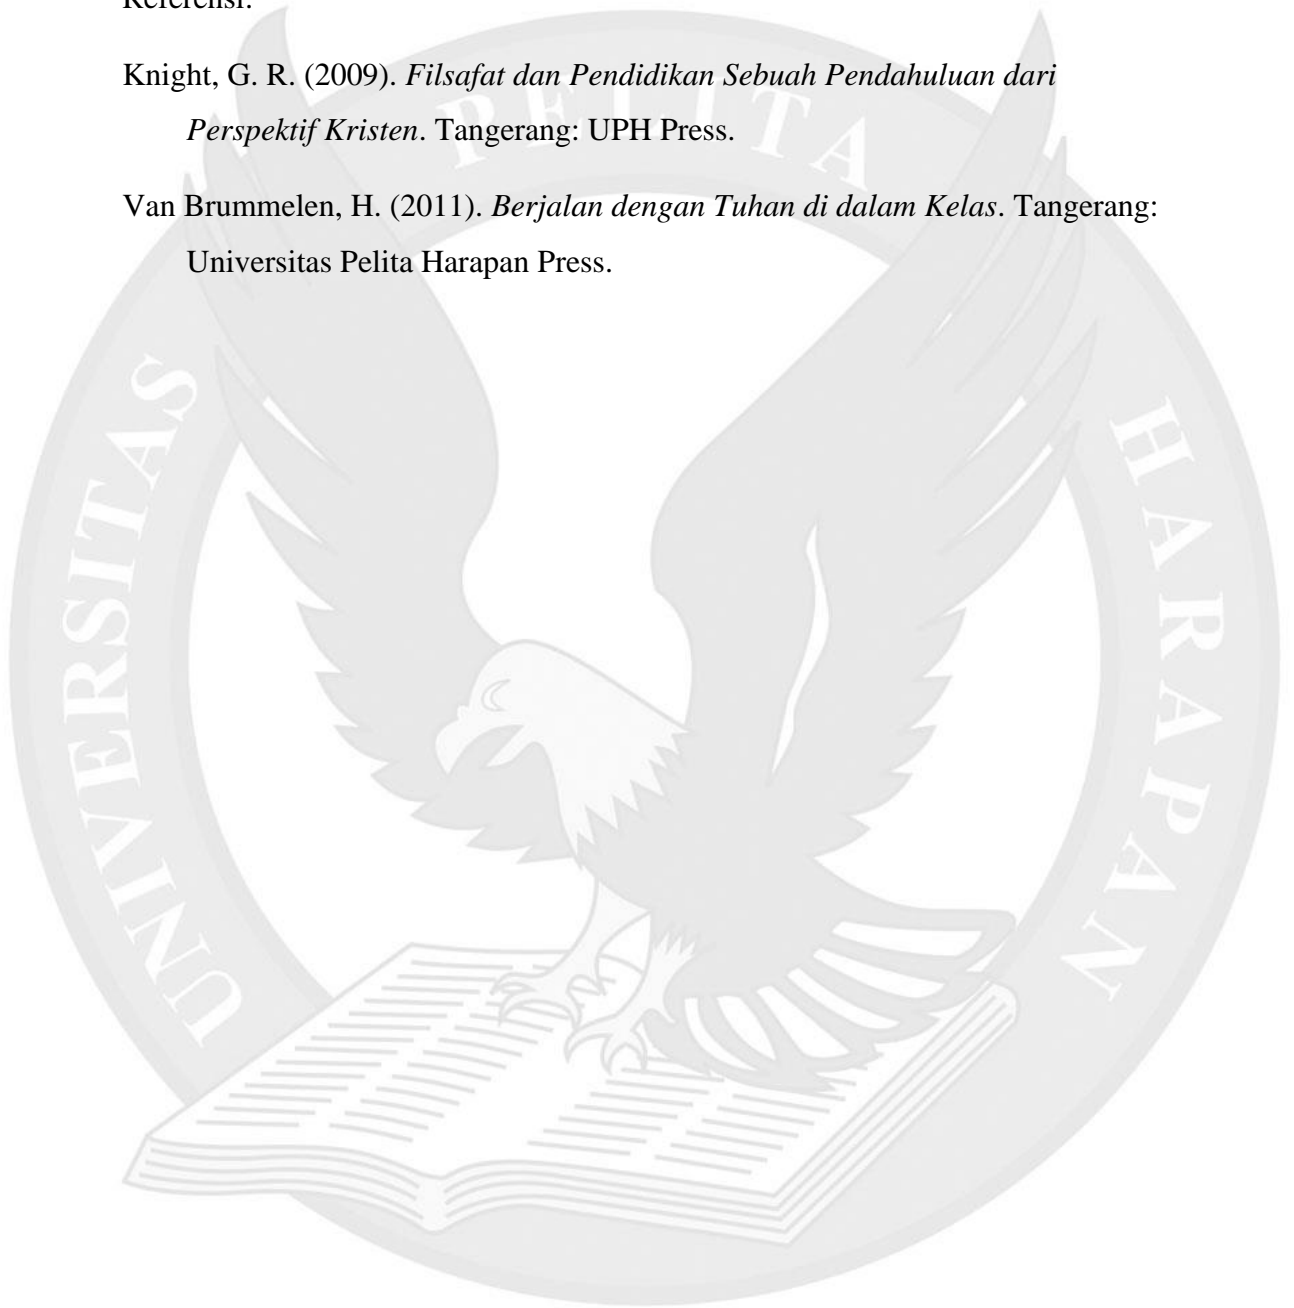 Referensi:
Knight, G. R. (2009). Filsafat dan Pendidikan Sebuah Pendahuluan dari
Perspektif Kristen. Tangerang: UPH Press.
Van Brummelen, H. (2011). Berjalan dengan Tuhan di dalam Kelas. Tangerang:
Universitas Pelita Harapan Press.
UNIVERSITAS PELITA HARAPAN